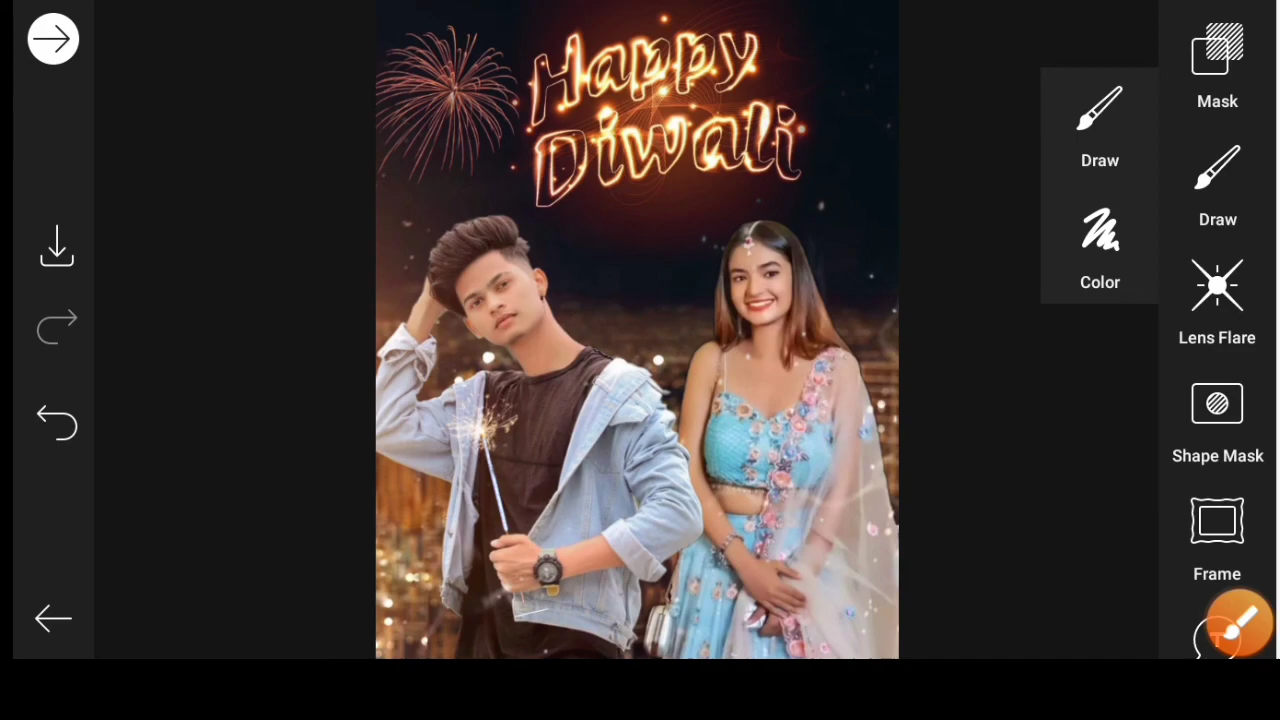 Happy
Diwali
Mask
Draw
Draw
Color
Lens Flare
Shape Mask
Frame